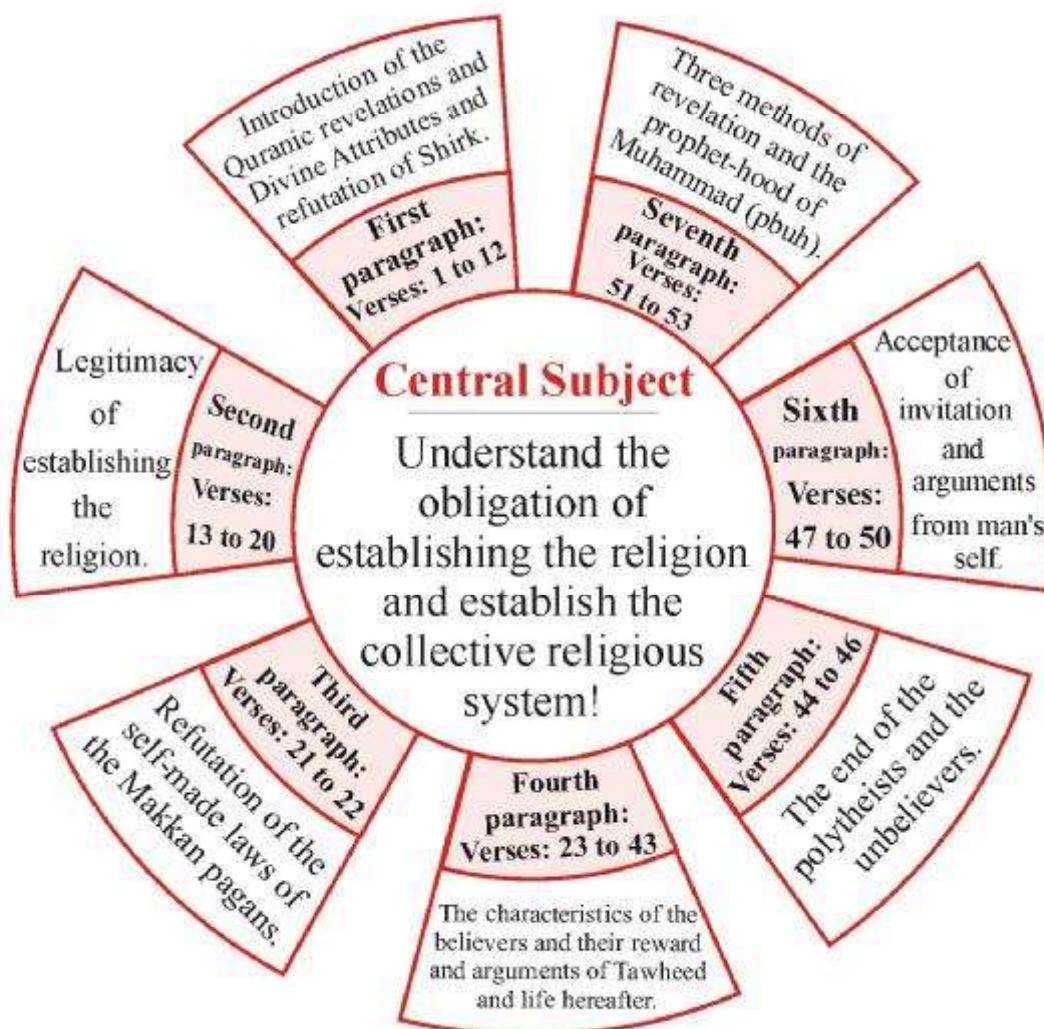 Central Subject
Understand the
obligation of
establishing the religion
and establish the
collective religious
system!
Introduction of the
Quranic revelations and
Divine Attributes and
refutation of Shirk.
First
paragraph:
Verses: 1 to 12
Legitimacy
of
establishing
the
religion.
Second
paragraph:
Verses:
13 to 20
Third
paragraph:
Verses: 21 to 22
Refutation of the
self-made laws of
the Makkan pagans.
Fourth
paragraph:
Verses: 23 to 43
The characteristics of the
believers and their reward
and arguments of Tawheed
and life hereafter.
Fifth
paragraph:
Verses: 44 to 46
The end of the
polytheists and the
unbelievers.
Acceptance
of
invitation
and
arguments
from man's
self.
Sixth
paragraph:
Verses:
47 to 50
Three methods of
revelation and the
prophet-hood of
Muhammad (pbuh).
Seventh
paragraph:
Verses:
51 to 53